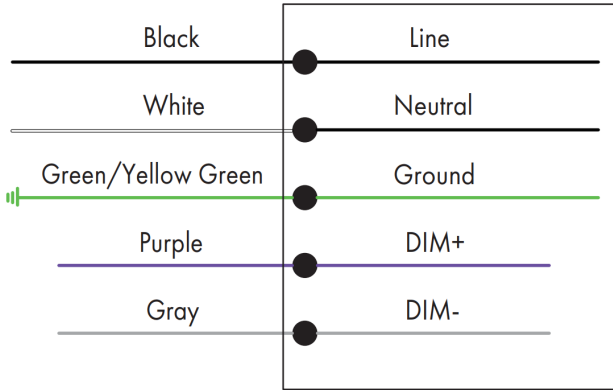 Black Line
White Neutral
Green/Yellow Green Ground
Purple DIM+
Gray DIM-